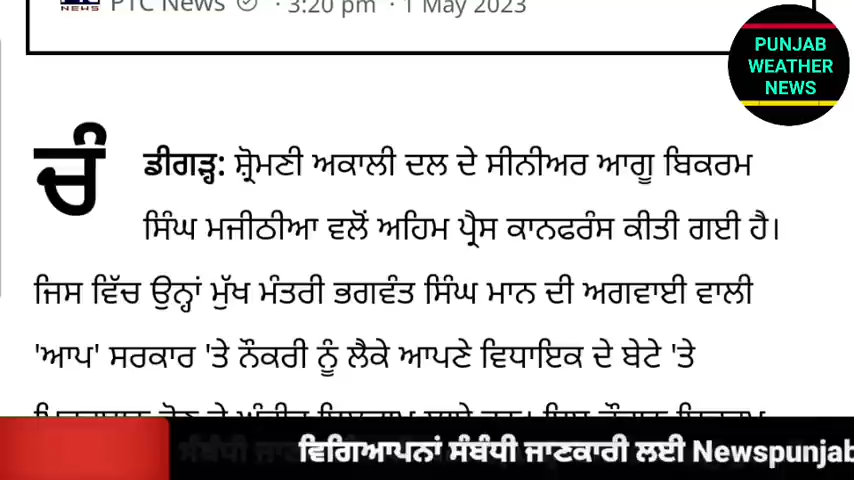 PTC News · 3:20 pm · 1 May 2023
PUNJAB
WEATHER
NEWS
ਚੰਡੀਗੜ੍ਹ: ਸ਼੍ਰੋਮਣੀ ਅਕਾਲੀ ਦਲ ਦੇ ਸੀਨੀਅਰ ਆਗੂ ਬਿਕਰਮ
ਸਿੰਘ ਮਜੀਠੀਆ ਵਲੋਂ ਅਹਿਮ ਪ੍ਰੈਸ ਕਾਨਫਰੰਸ ਕੀਤੀ ਗਈ ਹੈ।
ਜਿਸ ਵਿੱਚ ਉਨ੍ਹਾਂ ਮੁੱਖ ਮੰਤਰੀ ਭਗਵੰਤ ਸਿੰਘ ਮਾਨ ਦੀ ਅਗਵਾਈ ਵਾਲੀ
'ਆਪ' ਸਰਕਾਰ 'ਤੇ ਨੌਕਰੀ ਨੂੰ ਲੈਕੇ ਆਪਣੇ ਵਿਧਾਇਕ ਦੇ ਬੇਟੇ 'ਤੇ
ਵਿਗਿਆਪਨਾਂ ਸੰਬੰਧੀ ਜਾਣਕਾਰੀ ਲਈ Newspunjab